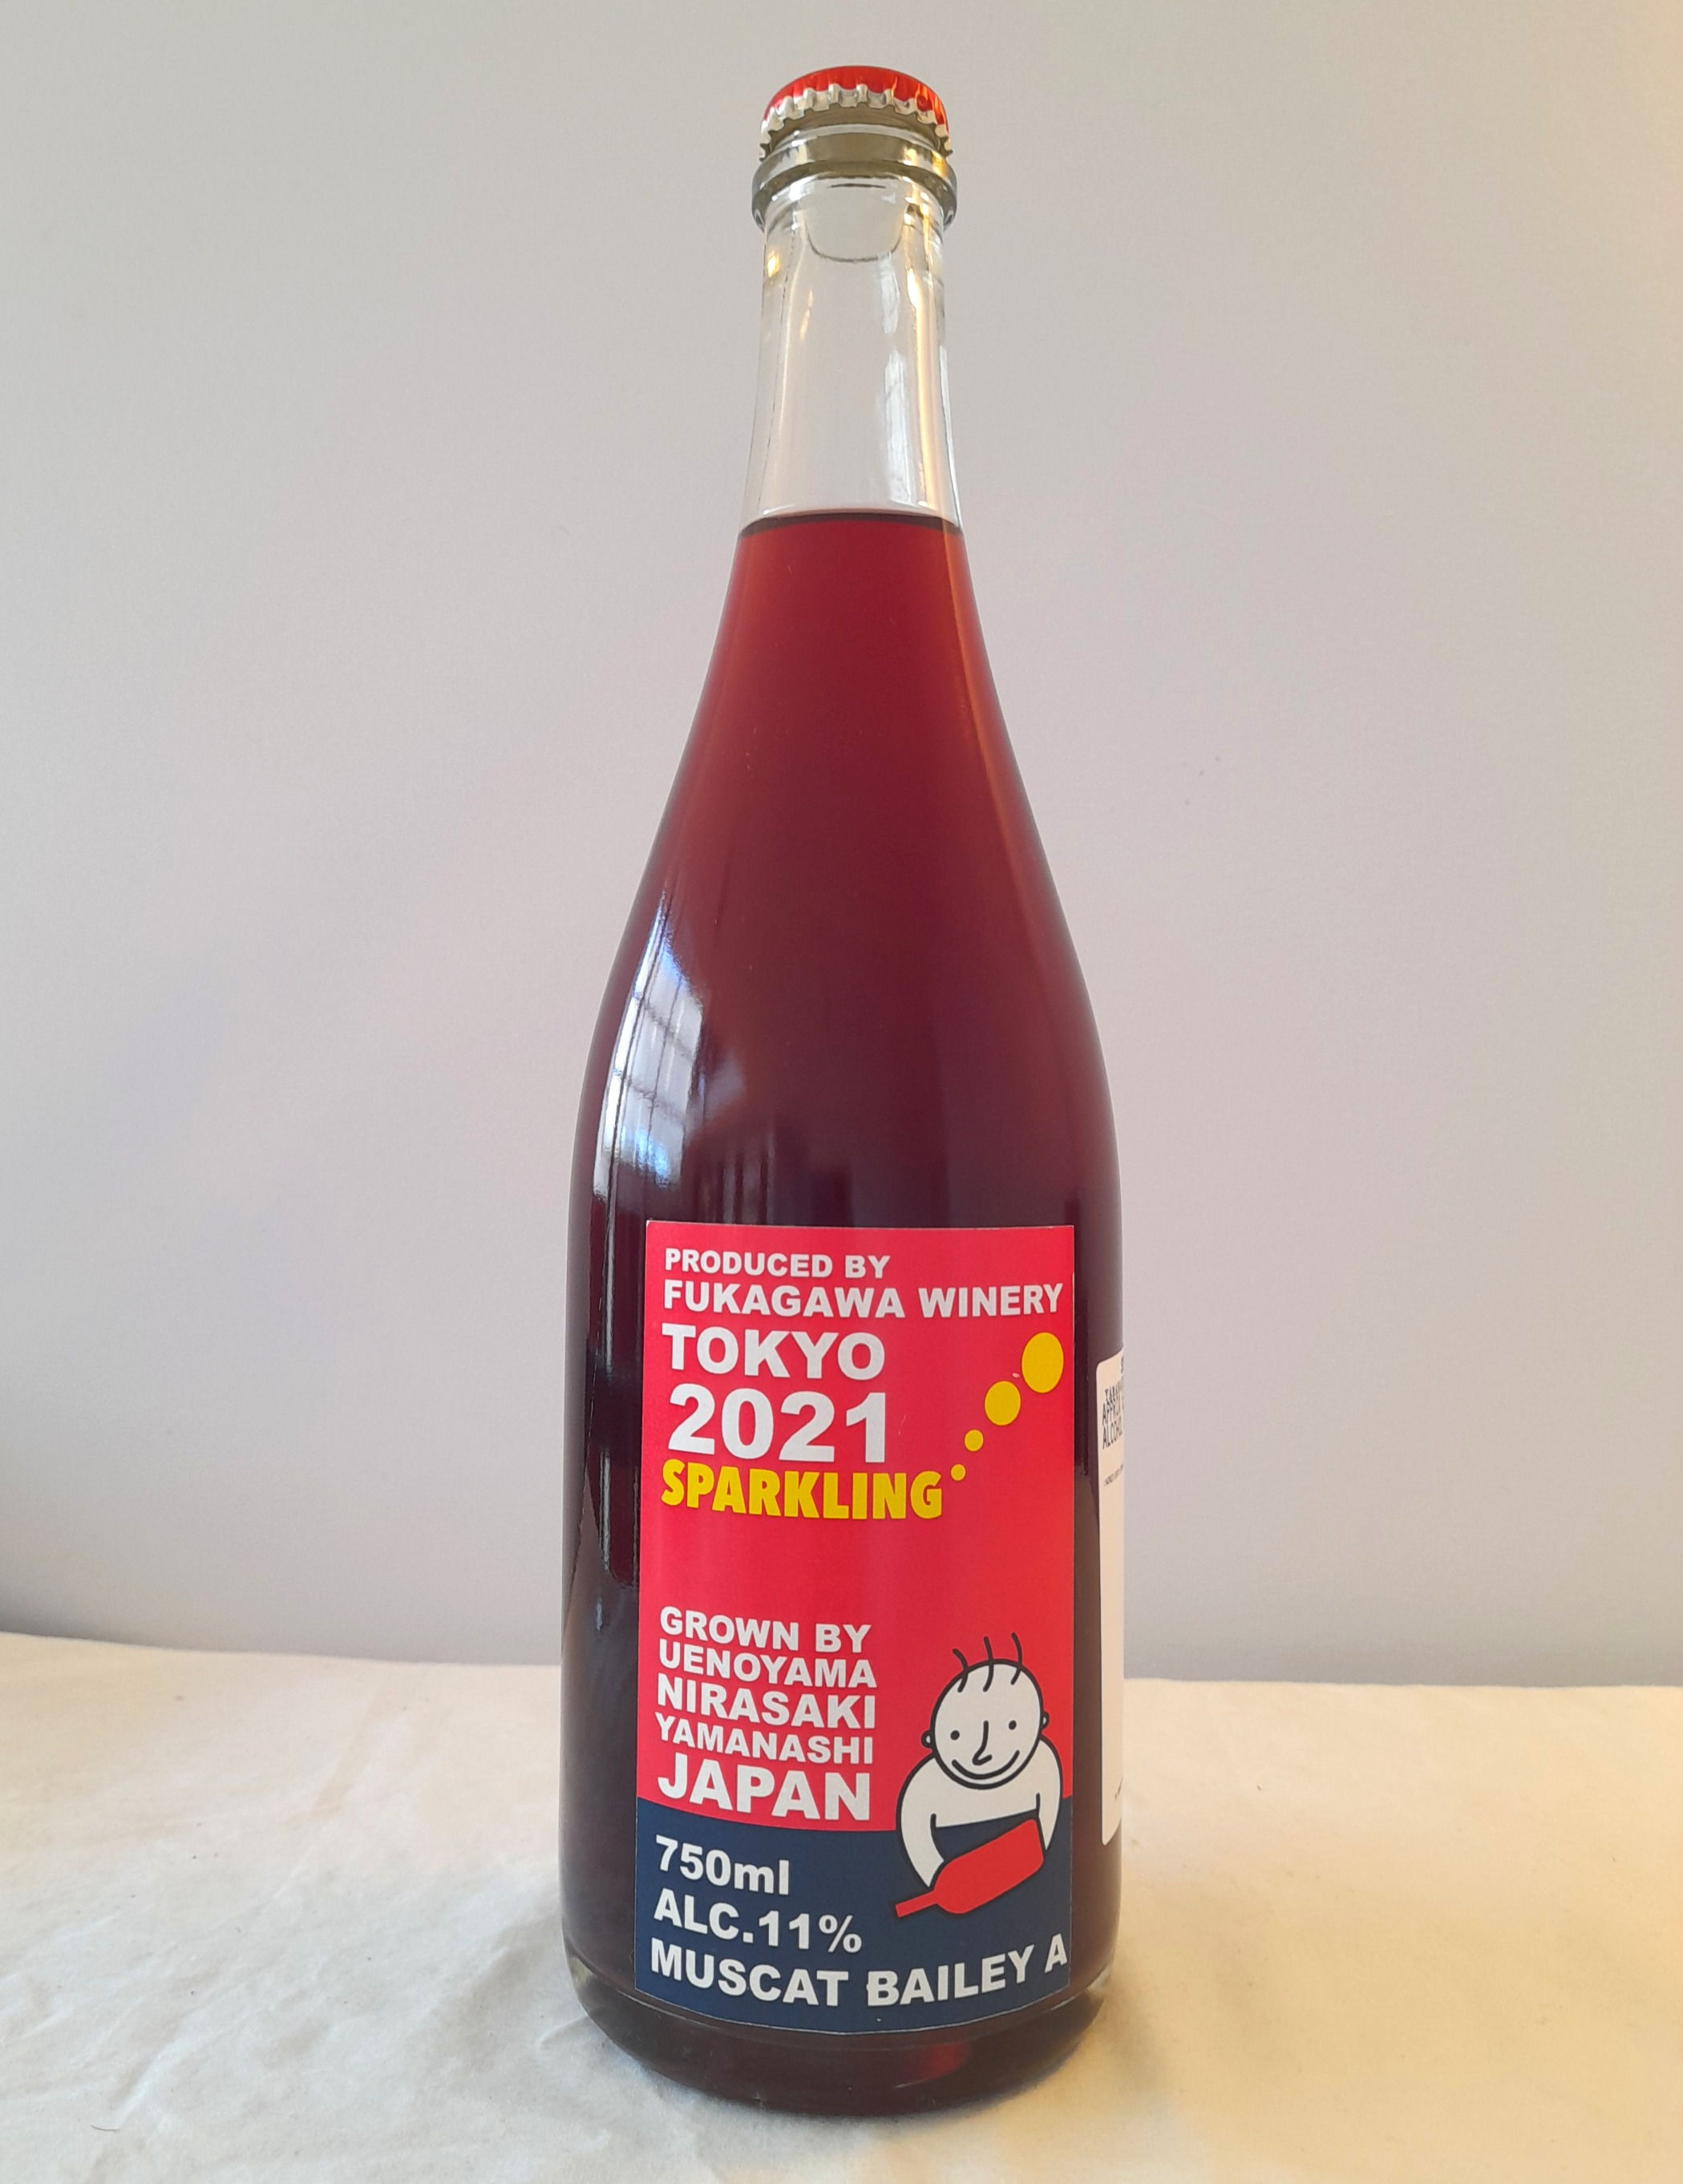 PRODUCED BY
FUKAGAWA WINERY
TOKYO
2021
SPARKLING
GROWN BY
UENOYAMA
NIRASAKI
YAMANASHI
JAPAN
750ml
ALC.11%
MUSCAT BAILEY A